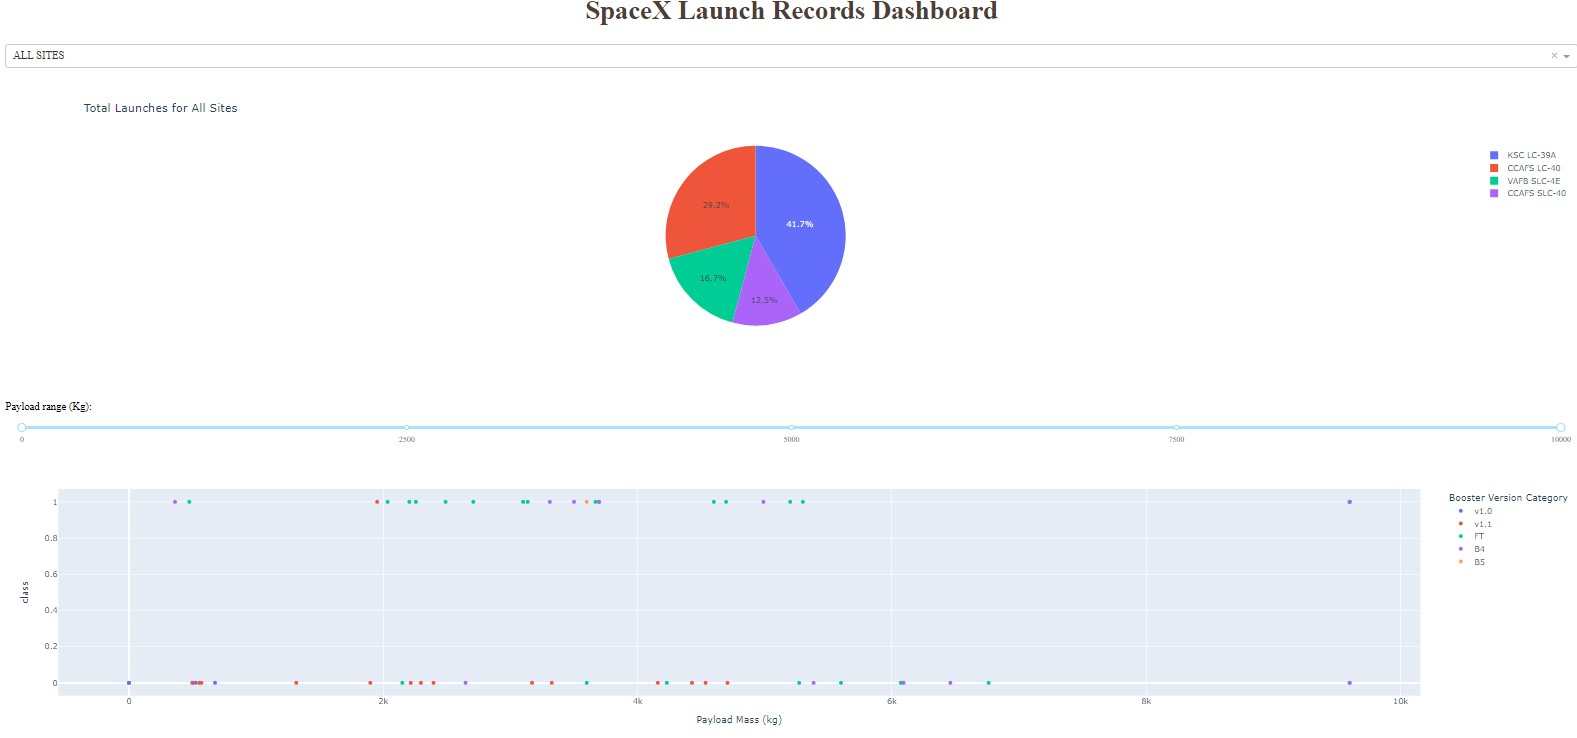 SpaceX Launch Records Dashboard
ALL SITES
× 
Total Launches for All Sites
KSC LC-39A
CCAFS LC-40
VAFB SLC-4E
CCAFS SLC-40
29.2%
41.7%
16.7%
12.5%
Payload range (Kg):
0 2500 5000 7500 10000
Booster Version Category
v1.0
v1.1
FT
B4
B5
class
1
0.8
0.6
0.4
0.2
0
0 2k 4k 6k 8k 10k
Payload Mass (kg)